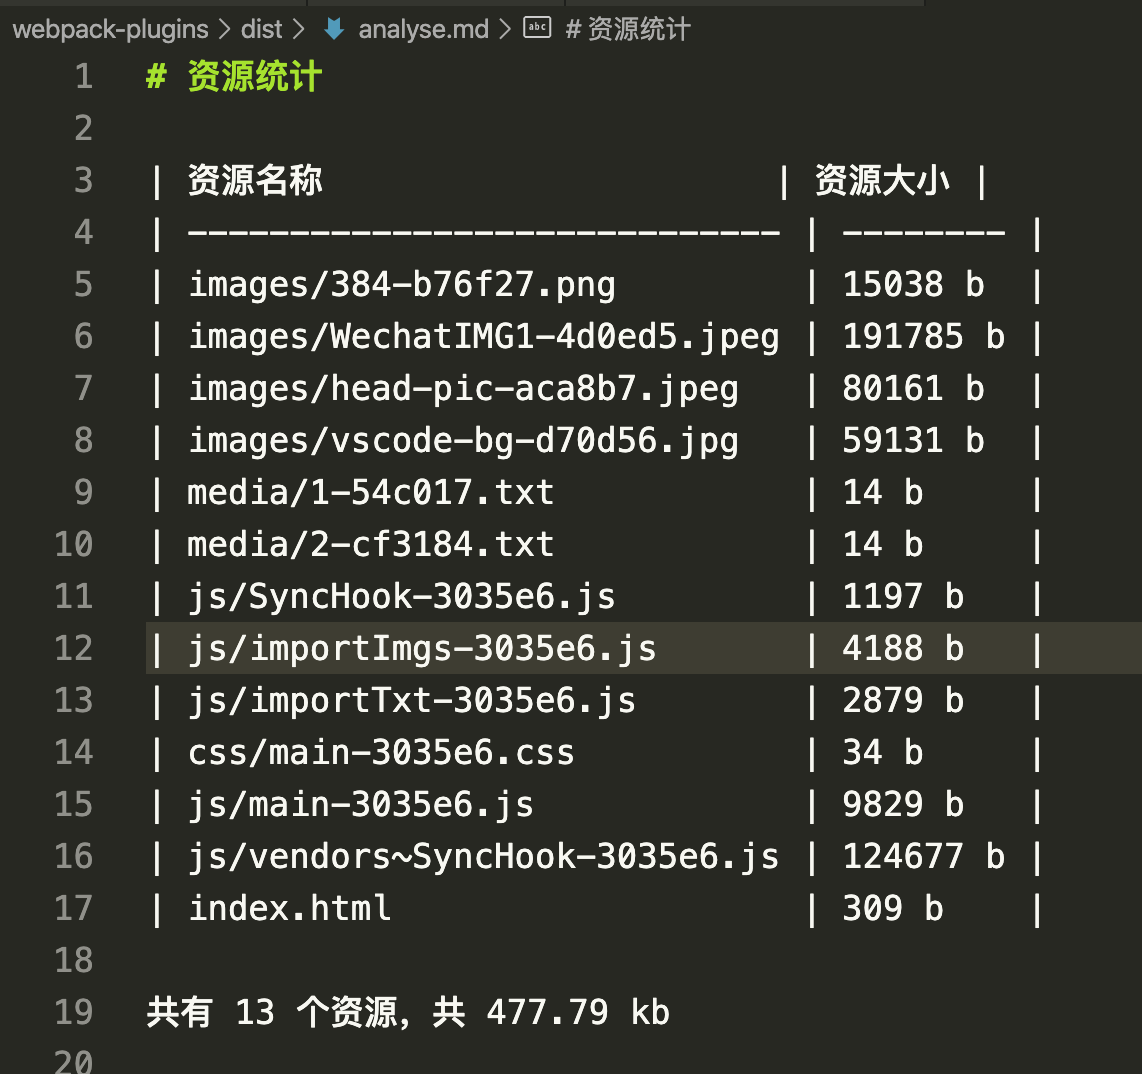 webpack-plugins > dist > analyse.md > abc # 资源统计
1 # 资源统计
2
3 | 资源名称 | 资源大小 |
4 | ----------------------------- | -------- |
5 | images/384-b76f27.png | 15038 b |
6 | images/WechatIMG1-4d0ed5.jpeg | 191785 b |
7 | images/head-pic-aca8b7.jpeg | 80161 b |
8 | images/vscode-bg-d70d56.jpg | 59131 b |
9 | media/1-54c017.txt | 14 b |
10 | media/2-cf3184.txt | 14 b |
11 | js/SyncHook-3035e6.js | 1197 b |
12 | js/importImgs-3035e6.js | 4188 b |
13 | js/importTxt-3035e6.js | 2879 b |
14 | css/main-3035e6.css | 34 b |
15 | js/main-3035e6.js | 9829 b |
16 | js/vendors~SyncHook-3035e6.js | 124677 b |
17 | index.html | 309 b |
18
19 共有 13 个资源，共 477.79 kb
20